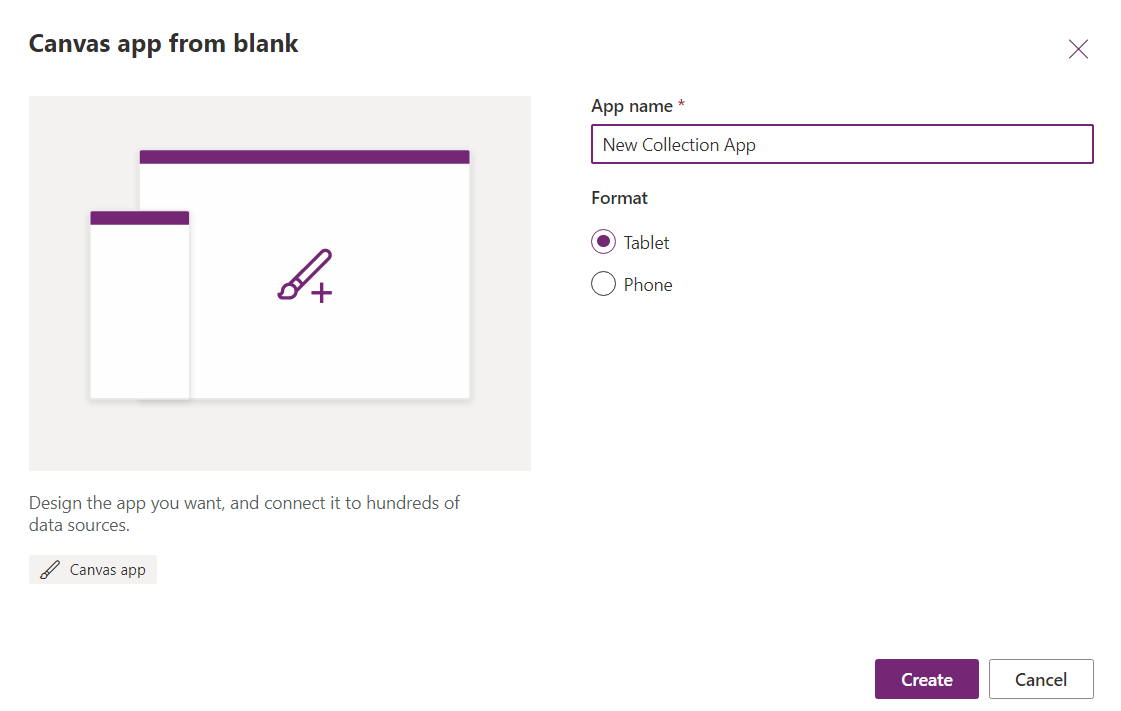 Canvas app from blank
App name *
New Collection App
Format
Tablet
Phone
Design the app you want, and connect it to hundreds of
data sources.
Canvas app
Create
Cancel